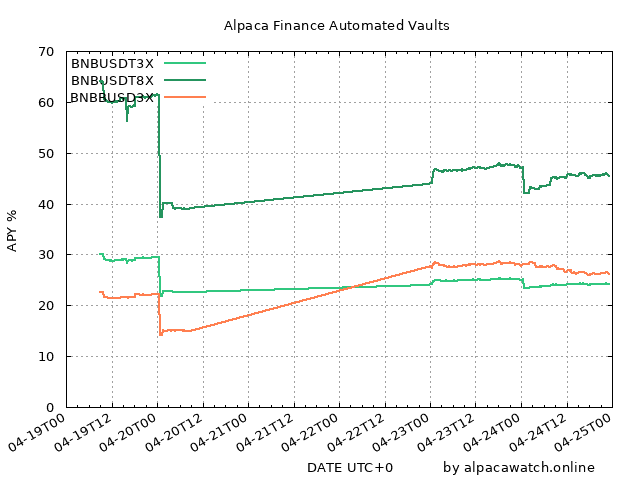 Alpaca Finance Automated Vaults
70
60
50
40
30
20
10
0
APY %
BNBUSDT3X
BNBUSDT8X
BNBBUSD3X
04-19T00
04-19T12
04-20T00
04-20T12
04-21T00
04-21T12
04-22T00
04-22T12
04-23T00
04-23T12
04-24T00
04-24T12
04-25T00
DATE UTC+0 by alpacawatch.online